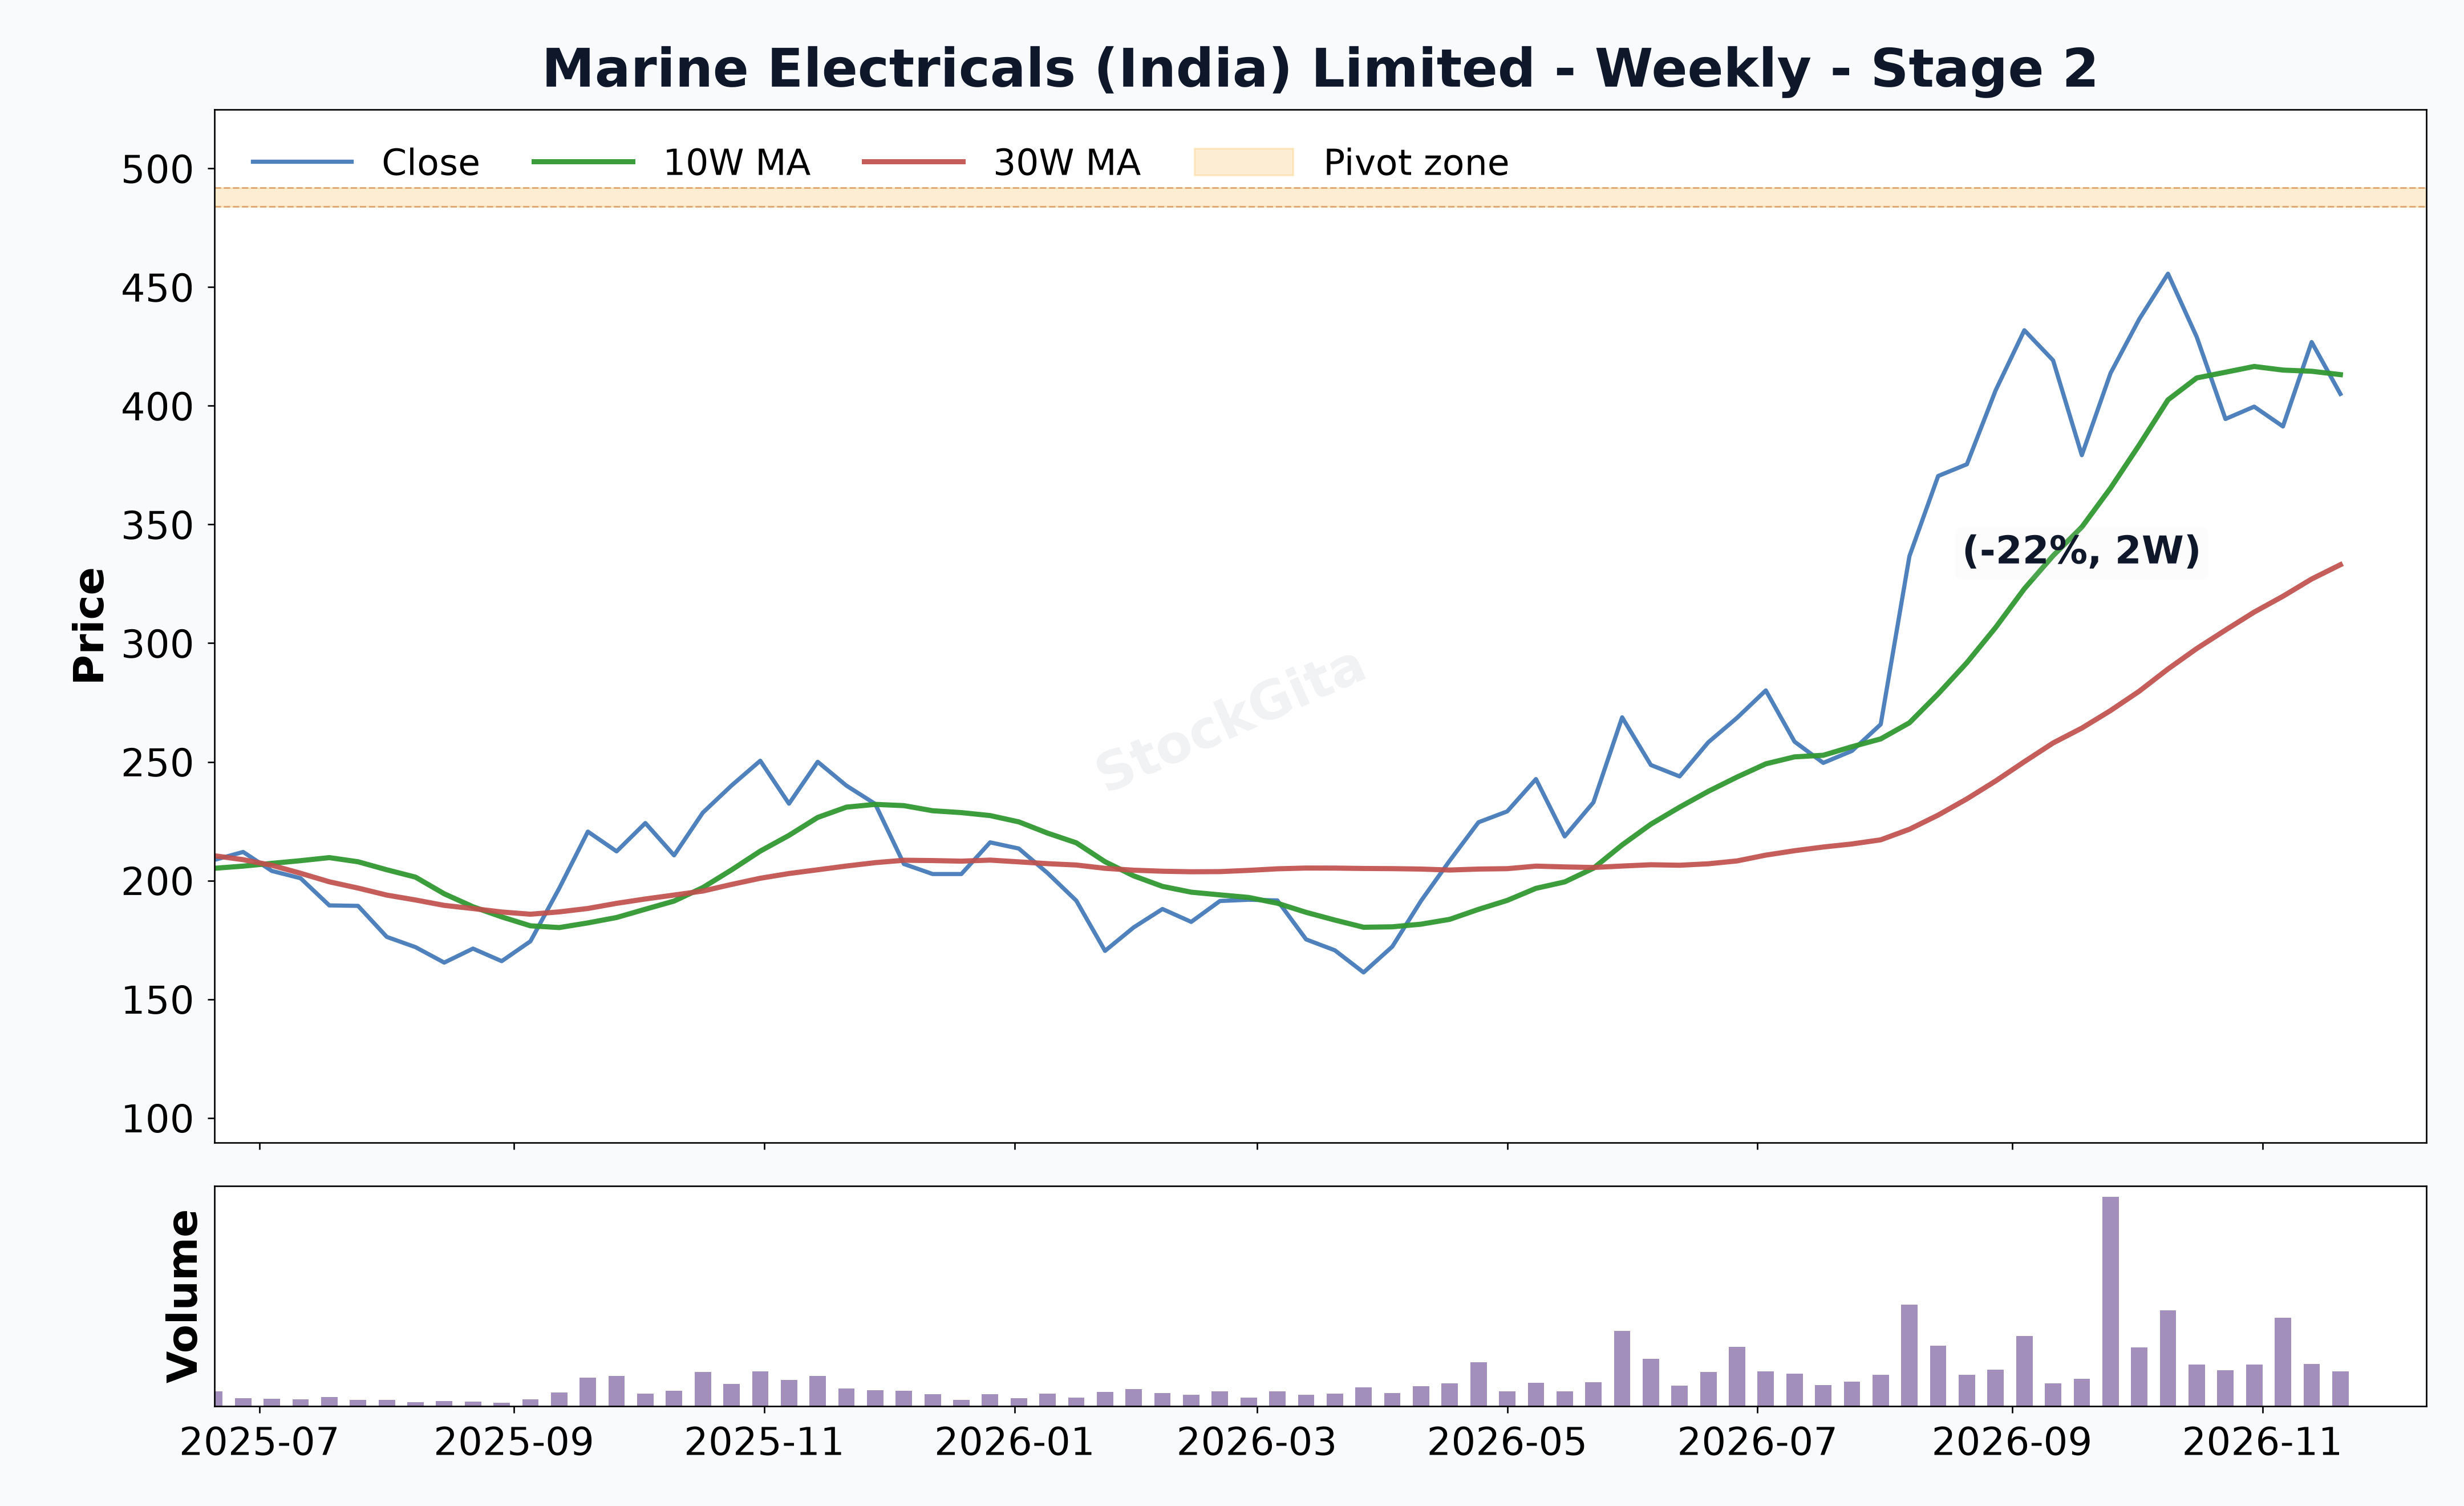 Marine Electricals (India) Limited - Weekly - Stage 2
Close 10W MA 30W MA Pivot zone
500
450
400
350
300
250
200
150
100
Price
(-22%, 2W)
StockGita
Volume
2025-07 2025-09 2025-11 2026-01 2026-03 2026-05 2026-07 2026-09 2026-11